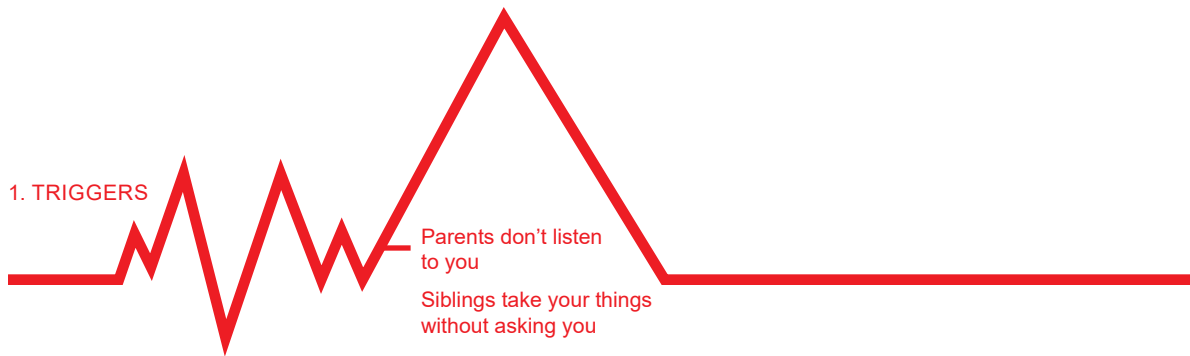 1. TRIGGERS
Parents don’t listen
to you
Siblings take your things
without asking you